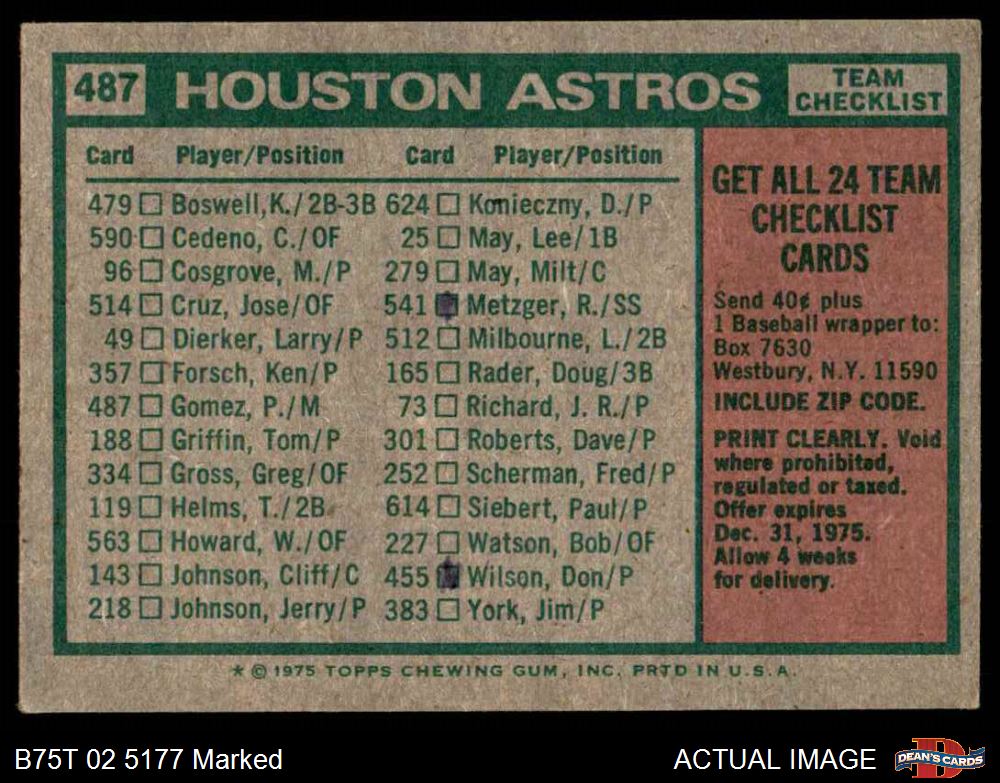 487 HOUSTON ASTROS TEAM CHECKLIST
Card Player/Position Card Player/Position
479 Boswell,K./2B-3B 624 Konieczny, D./P
590 Cedeno, C./OF 25 May, Lee/1B
96 Cosgrove, M./P 279 May, Milt/C
514 Cruz, Jose/OF 541 Metzger, R./SS
49 Dierker, Larry/P 512 Milbourne, L./2B
357 Forsch, Ken/P 165 Rader, Doug/3B
487 Gomez, P./M 73 Richard, J. R./P
188 Griffin, Tom/P 301 Roberts, Dave/P
334 Gross, Greg/OF 252 Scherman, Fred/P
119 Helms, T./2B 614 Siebert, Paul/P
563 Howard, W./OF 227 Watson, Bob/OF
143 Johnson, Cliff/C 455 Wilson, Don/P
218 Johnson, Jerry/P 383 York, Jim/P
GET ALL 24 TEAM
CHECKLIST
CARDS
Send 40¢ plus
1 Baseball wrapper to:
Box 7630
Westbury, N.Y. 11590
INCLUDE ZIP CODE.
PRINT CLEARLY. Void
where prohibited,
regulated or taxed.
Offer expires
Dec. 31, 1975.
Allow 4 weeks
for delivery.
* © 1975 TOPPS CHEWING GUM, INC. PRTD IN U.S.A.
B75T 02 5177 Marked
ACTUAL IMAGE
D
DEAN'S CARDS